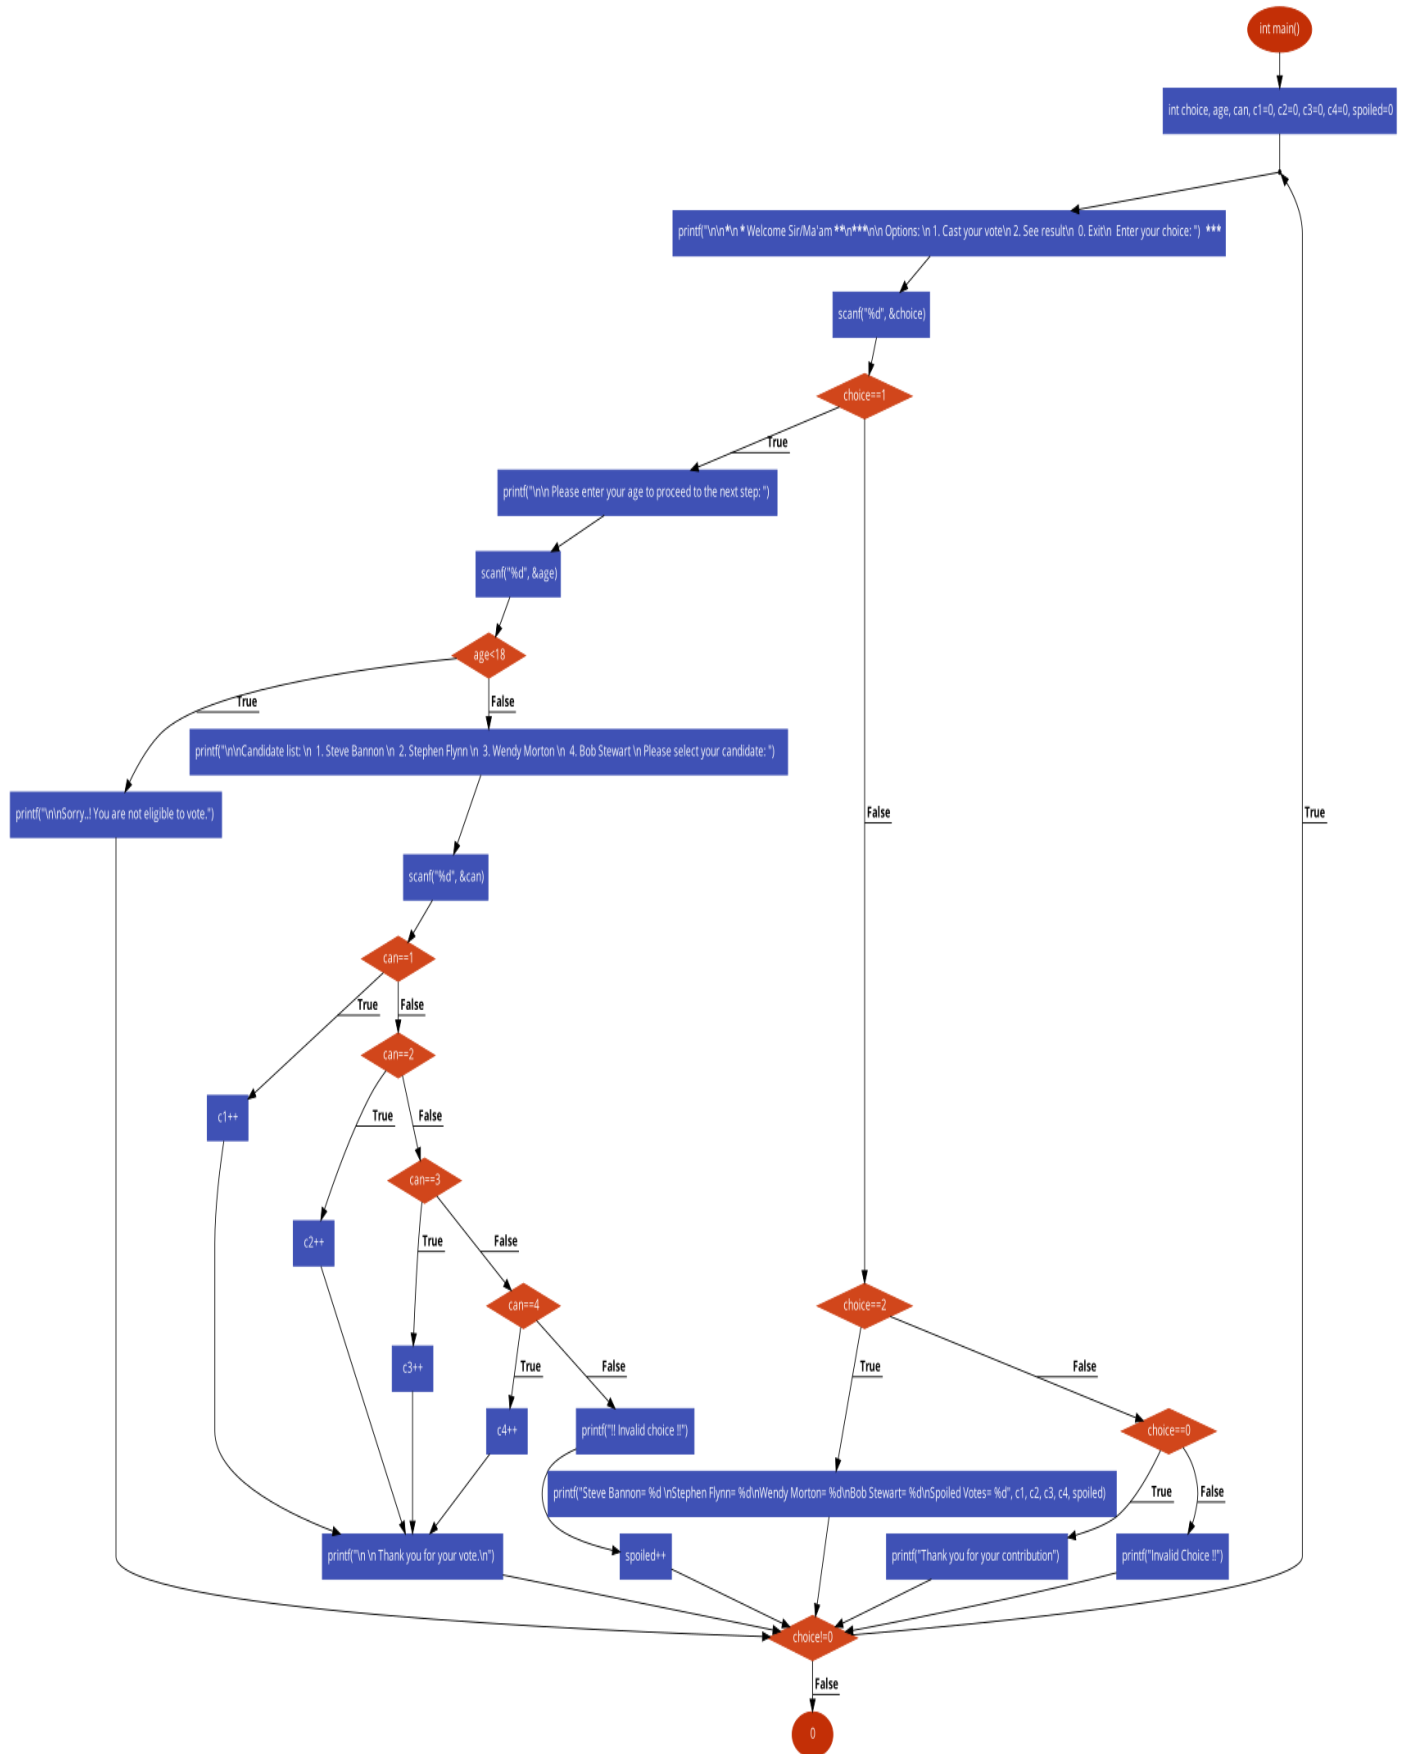 int main()
int choice, age, can, c1=0, c2=0, c3=0, c4=0, spoiled=0
printf("\n\n*\n * Welcome Sir/Ma'am **\n***\n\n Options: \n 1. Cast your vote\n 2. See result\n  0. Exit\n  Enter your choice: ")  ***
scanf("%d", &choice)
choice==1
True
printf("\n\n Please enter your age to proceed to the next step: ")
scanf("%d", &age)
age<18
True
False
printf("\n\nCandidate list: \n  1. Steve Bannon \n  2. Stephen Flynn \n  3. Wendy Morton \n  4. Bob Stewart \n Please select your candidate: ")
printf("\n\nSorry..! You are not eligible to vote.")
False
True
scanf("%d", &can)
can==1
True
False
can==2
c1++
True
False
can==3
c2++
True
False
can==4
choice==2
c3++
True
False
True
False
c4++
printf("!! Invalid choice !!")
choice==0
printf("Steve Bannon= %d \nStephen Flynn= %d\nWendy Morton= %d\nBob Stewart= %d\nSpoiled Votes= %d", c1, c2, c3, c4, spoiled)
True
False
printf("\n \n Thank you for your vote.\n")
spoiled++
printf("Thank you for your contribution")
printf("Invalid Choice !!")
choice!=0
False
0